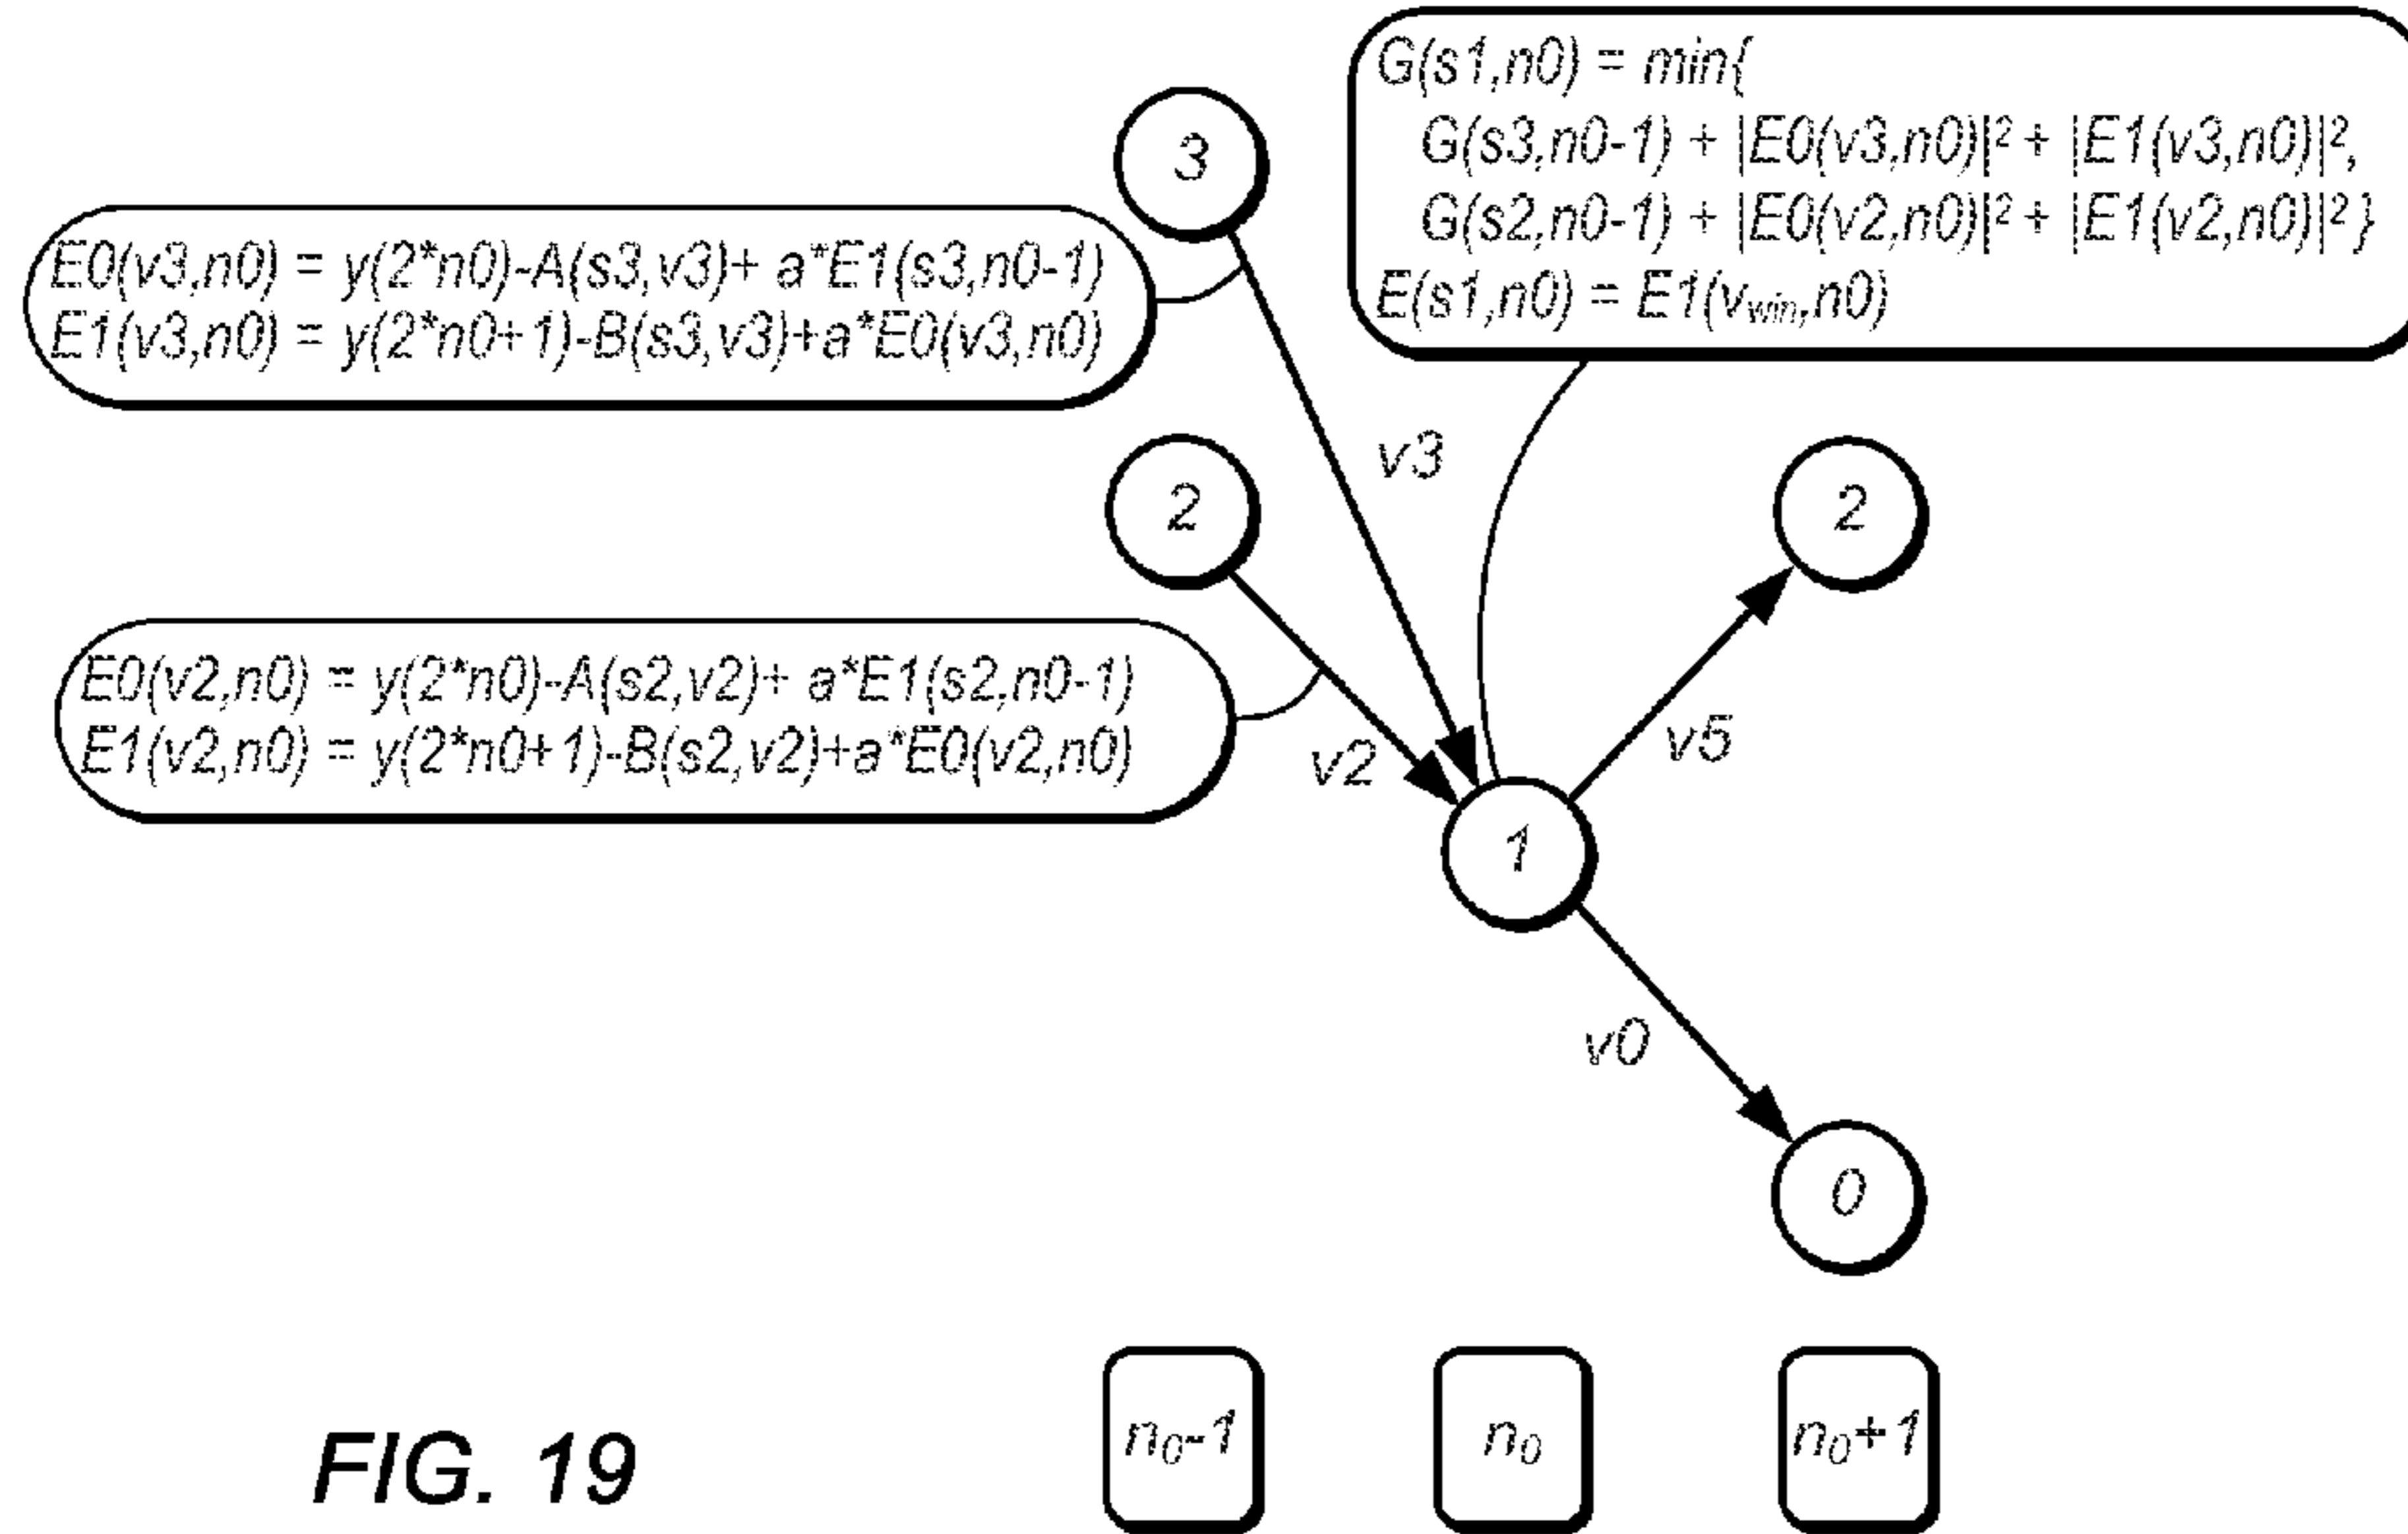 G(s1,n0) = min{
G(s3,n0-1) + |E0(v3,n0)|² + |E1(v3,n0)|²,
G(s2,n0-1) + |E0(v2,n0)|² + |E1(v2,n0)|² }
E(s1,n0) = E1(vwin,n0)
3
E0(v3,n0) = y(2*n0)-A(s3,v3)+ a*E1(s3,n0-1)
E1(v3,n0) = y(2*n0+1)-B(s3,v3)+a*E0(v3,n0)
v3
2
2
E0(v2,n0) = y(2*n0)-A(s2,v2)+ a*E1(s2,n0-1)
E1(v2,n0) = y(2*n0+1)-B(s2,v2)+a*E0(v2,n0)
v2
v5
1
v0
0
n₀-1
n₀
n₀+1
FIG. 19